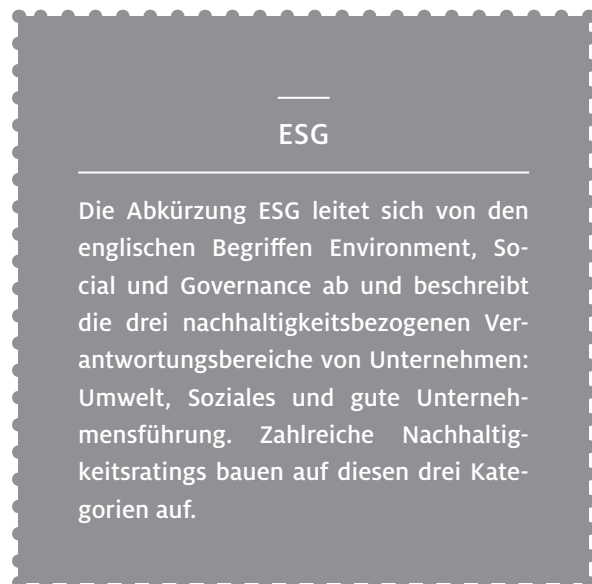 ESG
Die Abkürzung ESG leitet sich von den
englischen Begriffen Environment, So-
cial und Governance ab und beschreibt
die drei nachhaltigkeitsbezogenen Ver-
antwortungsbereiche von Unternehmen:
Umwelt, Soziales und gute Unterneh-
mensführung. Zahlreiche Nachhaltig-
keitsratings bauen auf diesen drei Kate-
gorien auf.